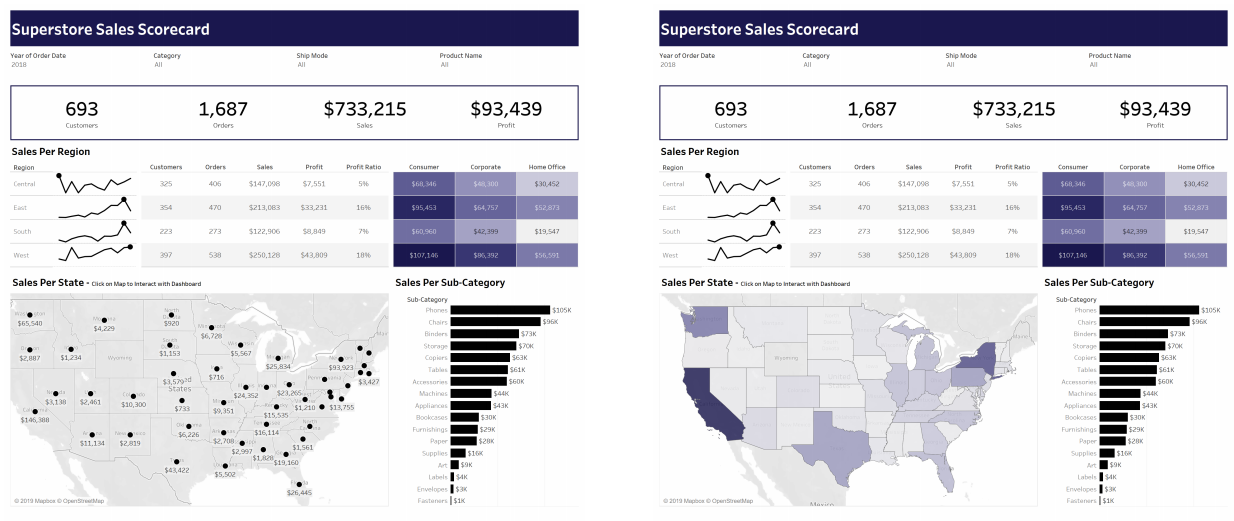 Superstore Sales Scorecard
Year of Order Date Category Ship Mode Product Name
2018 All All All
693 1,687 $733,215 $93,439
Customers Orders Sales Profit
Sales Per Region
Region Customers Orders Sales Profit Profit Ratio Consumer Corporate Home Office
Central 325 406 $147,098 $7,551 5% $68,346 $48,300 $30,452
East 354 470 $213,083 $33,231 16% $95,453 $64,757 $52,873
South 223 273 $122,906 $8,849 7% $60,960 $42,399 $19,547
West 397 538 $250,128 $43,809 18% $107,146 $86,392 $56,591
Sales Per State - Click on Map to Interact with Dashboard
$65,540
$4,229
$920
$6,728
$2,887
$1,234
Wyoming
$1,153
$5,567
$25,834
$93,923
$3,427
$3,579
States
$716
$3,138
$2,461
$10,300
$733
$24,352
$23,265
$9,351
$15,535
$1,210
$13,755
$146,388
$11,134
$2,819
$6,226
$2,708
$16,114
$1,561
$2,997
$1,828
$19,160
$43,422
$5,502
$26,445
© 2019 Mapbox © OpenStreetMap
Sales Per Sub-Category
Sub-Category
Phones $105K
Chairs $96K
Binders $73K
Storage $70K
Copiers $63K
Tables $61K
Accessories $60K
Machines $44K
Appliances $43K
Bookcases $30K
Furnishings $29K
Paper $28K
Supplies $16K
Art $9K
Labels $4K
Envelopes $3K
Fasteners $1K
Superstore Sales Scorecard
Year of Order Date Category Ship Mode Product Name
2018 All All All
693 1,687 $733,215 $93,439
Customers Orders Sales Profit
Sales Per Region
Region Customers Orders Sales Profit Profit Ratio Consumer Corporate Home Office
Central 325 406 $147,098 $7,551 5% $68,346 $48,300 $30,452
East 354 470 $213,083 $33,231 16% $95,453 $64,757 $52,873
South 223 273 $122,906 $8,849 7% $60,960 $42,399 $19,547
West 397 538 $250,128 $43,809 18% $107,146 $86,392 $56,591
Sales Per State - Click on Map to Interact with Dashboard
Wyoming
Maine
Mexico
© 2019 Mapbox © OpenStreetMap
Sales Per Sub-Category
Sub-Category
Phones $105K
Chairs $96K
Binders $73K
Storage $70K
Copiers $63K
Tables $61K
Accessories $60K
Machines $44K
Appliances $43K
Bookcases $30K
Furnishings $29K
Paper $28K
Supplies $16K
Art $9K
Labels $4K
Envelopes $3K
Fasteners $1K